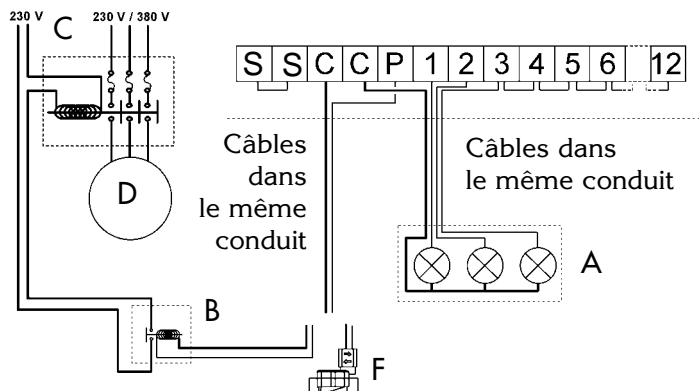 230 V
C
230 V / 380 V
D
B
F
S S C C P 1 2 3 4 5 6 12
Câbles
dans
le même
conduit
Câbles dans
le même conduit
A